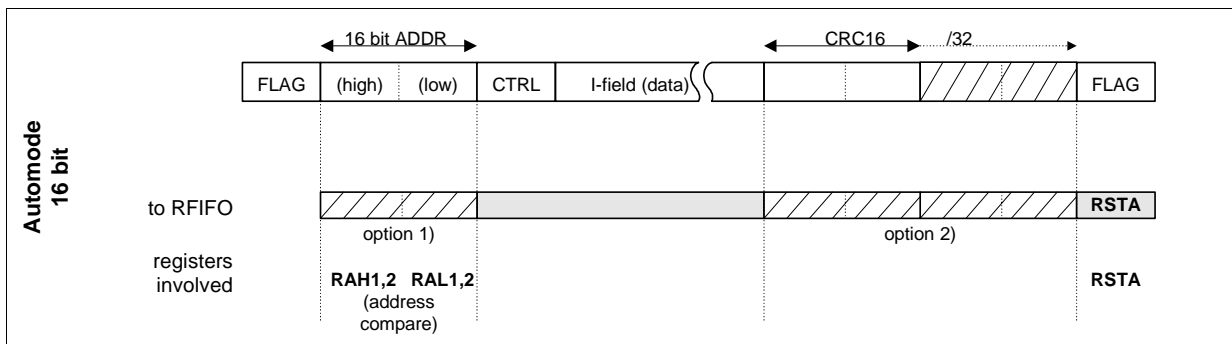 16 bit ADDR CRC16 /32
FLAG (high) (low) CTRL I-field (data) FLAG
Automode
16 bit
to RFIFO RSTA
option 1) option 2)
registers
involved
RAH1,2 RAL1,2 RSTA
(address
compare)